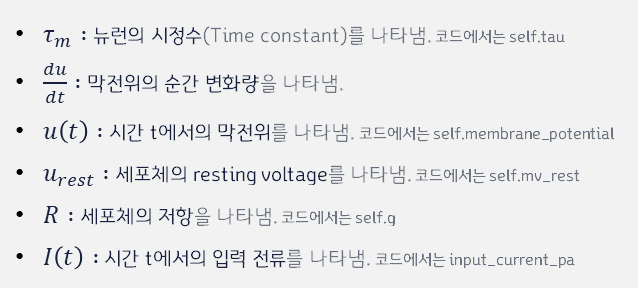 • τₘ : 뉴런의 시정수(Time constant)를 나타냄. 코드에서는 self.tau
• du/dt : 막전위의 순간 변화량을 나타냄.
• u(t) : 시간 t에서의 막전위를 나타냄. 코드에서는 self.membrane_potential
• u_rest : 세포체의 resting voltage를 나타냄. 코드에서는 self.mv_rest
• R : 세포체의 저항을 나타냄. 코드에서는 self.g
• I(t) : 시간 t에서의 입력 전류를 나타냄. 코드에서는 input_current_pa